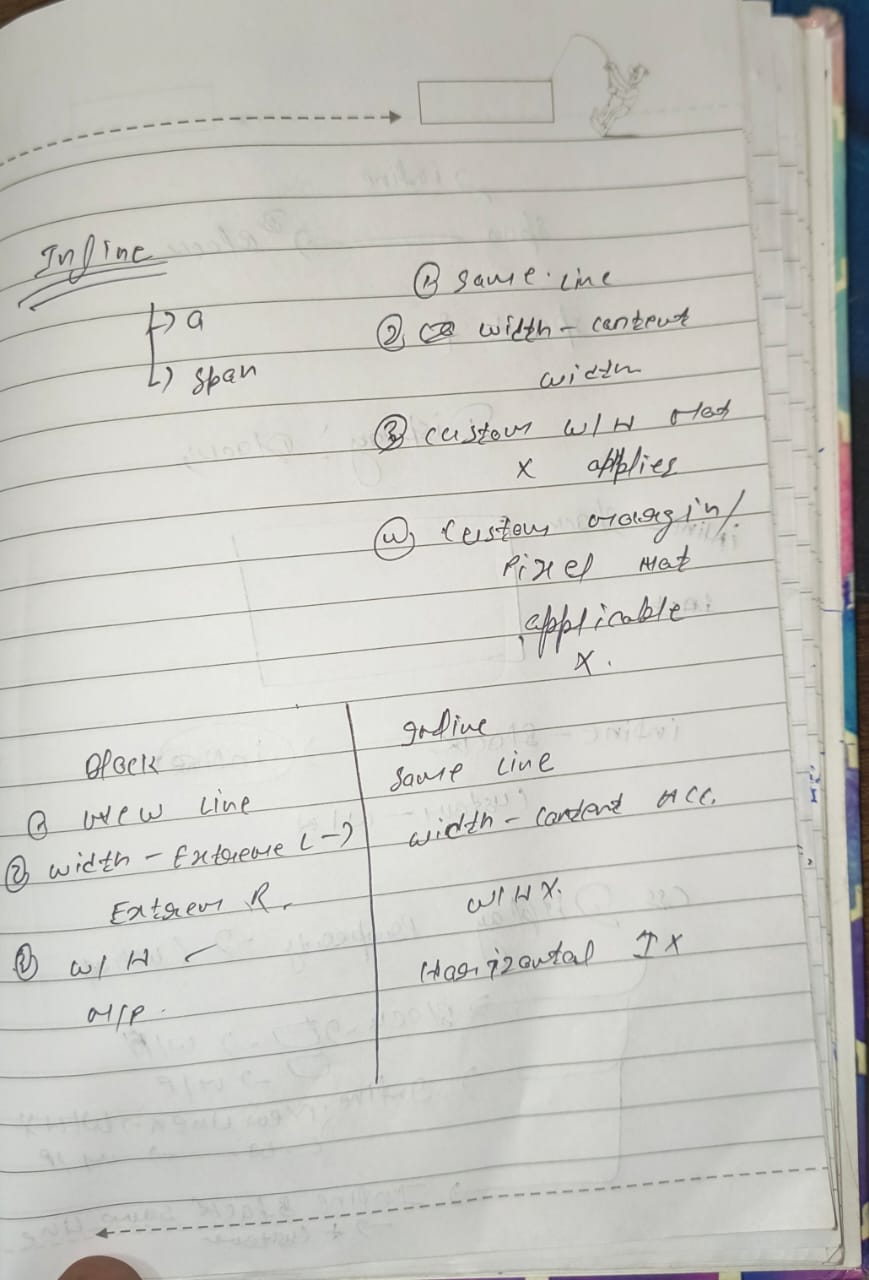 Inline
→ a
→ span
① same line
② width - content
width
③ custom W/H Not
X applies
④ custom margin/
Pixel Not
applicable
X.
Block
① New Line
② width - Extreme L →
Extrem R.
③ W/H ✓
M/P.
Inline
Same Line
width - content ACC.
W/H X.
Horizontal ↑ X